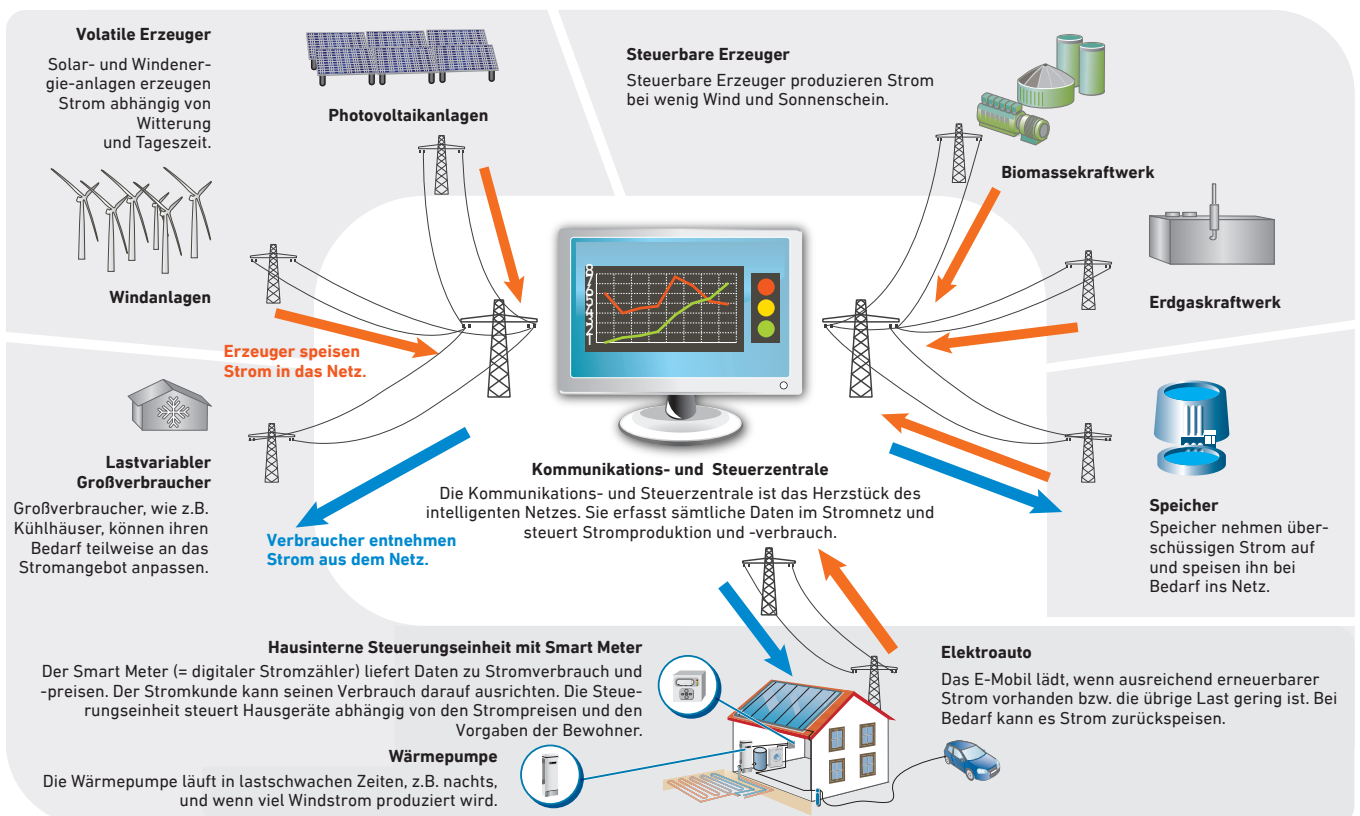 Volatile Erzeuger
Solar- und Windener-
gie-anlagen erzeugen
Strom abhängig von
Witterung
und Tageszeit.
Photovoltaikanlagen
Windanlagen
Steuerbare Erzeuger
Steuerbare Erzeuger produzieren Strom
bei wenig Wind und Sonnenschein.
Biomassekraftwerk
Erdgaskraftwerk
Erzeuger speisen
Strom in das Netz.
8
7
6
5
4
3
2
1
Lastvariabler
Großverbraucher
Großverbraucher, wie z.B.
Kühlhäuser, können ihren
Bedarf teilweise an das
Stromangebot anpassen.
Verbraucher entnehmen
Strom aus dem Netz.
Kommunikations- und Steuerzentrale
Die Kommunikations- und Steuerzentrale ist das Herzstück des
intelligenten Netzes. Sie erfasst sämtliche Daten im Stromnetz und
steuert Stromproduktion und -verbrauch.
Speicher
Speicher nehmen über-
schüssigen Strom auf
und speisen ihn bei
Bedarf ins Netz.
Hausinterne Steuerungseinheit mit Smart Meter
Der Smart Meter (= digitaler Stromzähler) liefert Daten zu Stromverbrauch und
-preisen. Der Stromkunde kann seinen Verbrauch darauf ausrichten. Die Steue-
rungseinheit steuert Hausgeräte abhängig von den Strompreisen und den
Vorgaben der Bewohner.
Wärmepumpe
Die Wärmepumpe läuft in lastschwachen Zeiten, z.B. nachts,
und wenn viel Windstrom produziert wird.
Elektroauto
Das E-Mobil lädt, wenn ausreichend erneuerbarer
Strom vorhanden bzw. die übrige Last gering ist. Bei
Bedarf kann es Strom zurückspeisen.